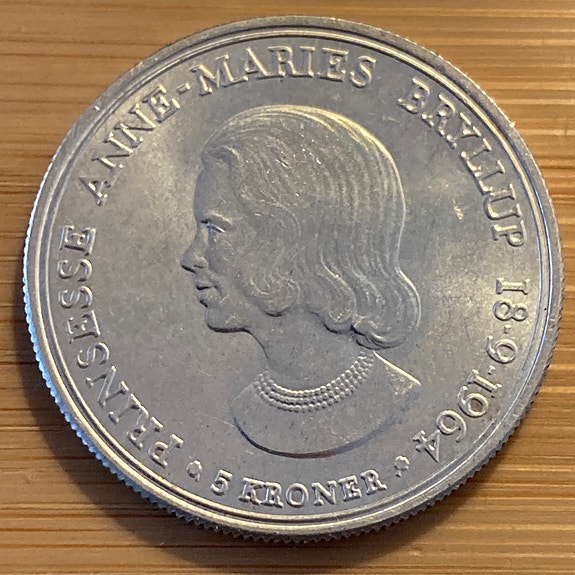 PRINSESSE ANNE-MARIES BRYLLUP 18·9·1964
5 KRONER